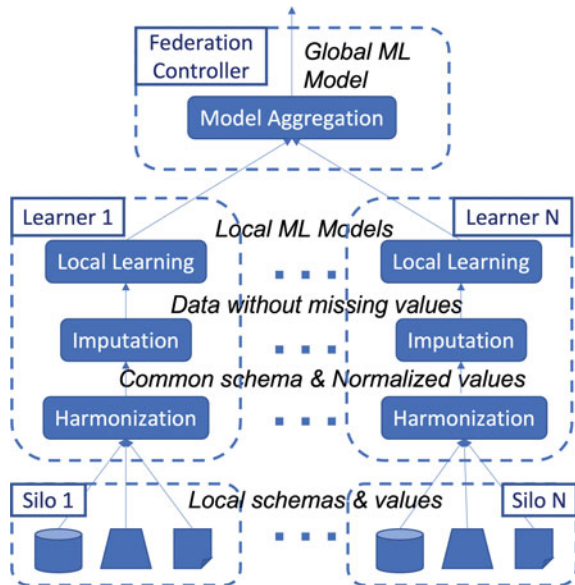 Federation
Controller
Global ML
Model
Model Aggregation
Learner 1
Learner N
Local ML Models
Local Learning
Local Learning
Data without missing values
Imputation
Imputation
Common schema & Normalized values
Harmonization
Harmonization
Silo 1
Local schemas & values
Silo N